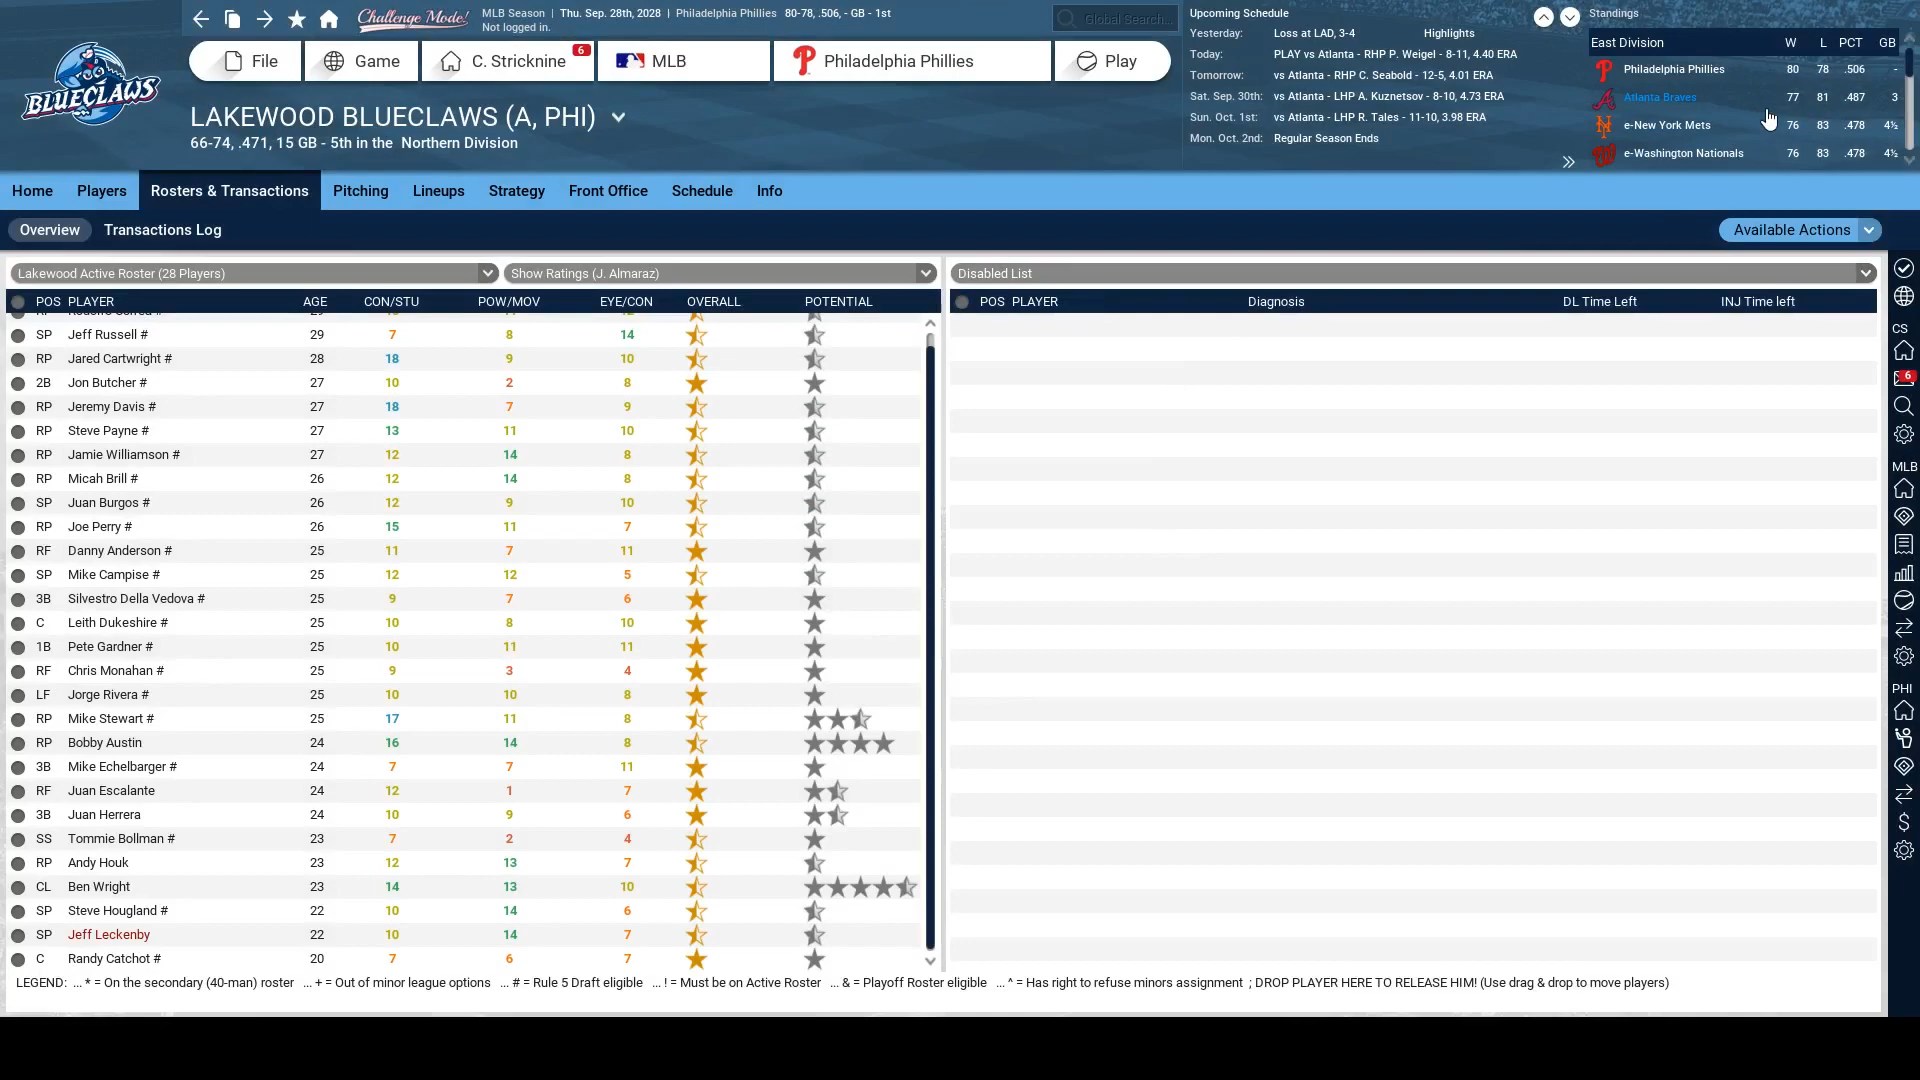 BLUECLAWS
Challenge Mode!
MLB Season | Thu. Sep. 28th, 2028 | Philadelphia Phillies 80-78, .506, - GB - 1st
Not logged in.
Global Search...
File
Game
C. Stricknine 6
MLB
Philadelphia Phillies
Play
LAKEWOOD BLUECLAWS (A, PHI)
66-74, .471, 15 GB - 5th in the Northern Division
Upcoming Schedule
Yesterday: Loss at LAD, 3-4 Highlights
Today: PLAY vs Atlanta - RHP P. Weigel - 8-11, 4.40 ERA
Tomorrow: vs Atlanta - RHP C. Seabold - 12-5, 4.01 ERA
Sat. Sep. 30th: vs Atlanta - LHP A. Kuznetsov - 8-10, 4.73 ERA
Sun. Oct. 1st: vs Atlanta - LHP R. Tales - 11-10, 3.98 ERA
Mon. Oct. 2nd: Regular Season Ends
Standings
East Division W L PCT GB
Philadelphia Phillies 80 78 .506 -
Atlanta Braves 77 81 .487 3
e-New York Mets 76 83 .478 4½
e-Washington Nationals 76 83 .478 4½
Home Players Rosters & Transactions Pitching Lineups Strategy Front Office Schedule Info
Overview Transactions Log
Available Actions
Lakewood Active Roster (28 Players)
Show Ratings (J. Almaraz)
Disabled List
POS PLAYER AGE CON/STU POW/MOV EYE/CON OVERALL POTENTIAL
POS PLAYER Diagnosis DL Time Left INJ Time left
SP Jeff Russell # 29 7 8 14
RP Jared Cartwright # 28 18 9 10
2B Jon Butcher # 27 10 2 8
RP Jeremy Davis # 27 18 7 9
RP Steve Payne # 27 13 11 10
RP Jamie Williamson # 27 12 14 8
RP Micah Brill # 26 12 14 8
SP Juan Burgos # 26 12 9 10
RP Joe Perry # 26 15 11 7
RF Danny Anderson # 25 11 7 11
SP Mike Campise # 25 12 12 5
3B Silvestro Della Vedova # 25 9 7 6
C Leith Dukeshire # 25 10 8 10
1B Pete Gardner # 25 10 11 11
RF Chris Monahan # 25 9 3 4
LF Jorge Rivera # 25 10 10 8
RP Mike Stewart # 25 17 11 8
RP Bobby Austin 24 16 14 8
3B Mike Echelbarger # 24 7 7 11
RF Juan Escalante 24 12 1 7
3B Juan Herrera 24 10 9 6
SS Tommie Bollman # 23 7 2 4
RP Andy Houk 23 12 13 7
CL Ben Wright 23 14 13 10
SP Steve Hougland # 22 10 14 6
SP Jeff Leckenby 22 10 14 7
C Randy Catchot # 20 7 6 7
LEGEND: ... * = On the secondary (40-man) roster ... + = Out of minor league options ... # = Rule 5 Draft eligible ... ! = Must be on Active Roster ... & = Playoff Roster eligible ... ^ = Has right to refuse minors assignment ; DROP PLAYER HERE TO RELEASE HIM! (Use drag & drop to move players)
CS
6
MLB
PHI